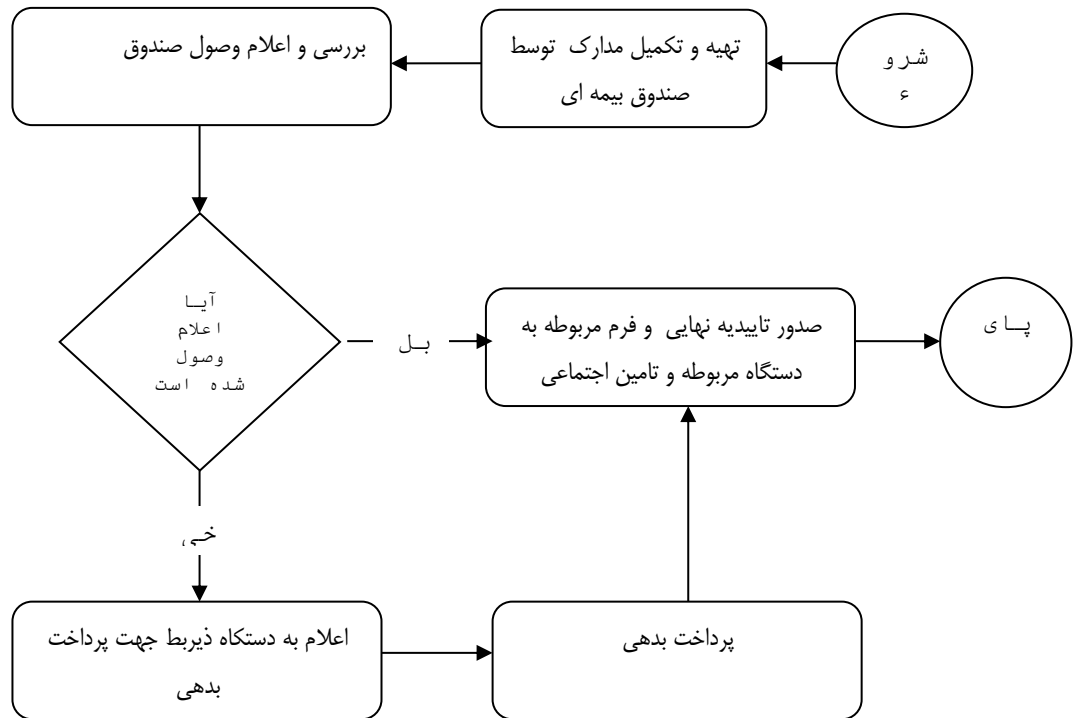 شرو
ع
تهیه و تکمیل مدارک توسط
صندوق بیمه ای
بررسی و اعلام وصول صندوق
آیا
اعلام
وصول
شده است
بل
صدور تاییدیه نهایی و فرم مربوطه به
دستگاه مربوطه و تامین اجتماعی
پای
خی
اعلام به دستگاه ذیربط جهت پرداخت
بدهی
پرداخت بدهی